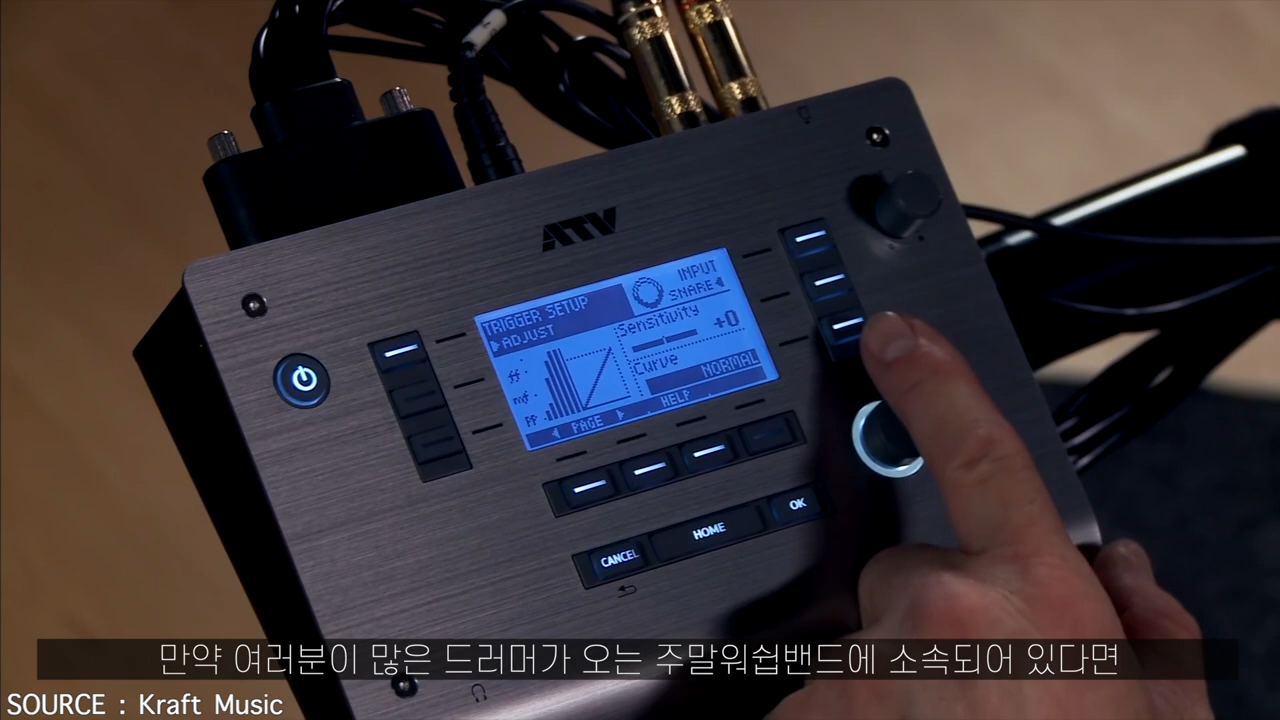 ATV
TRIGGER SETUP
ADJUST
INPUT
SNARE
Sensitivity
+0
Curve
NORMAL
ff
mf
PP
PAGE
HELP
CANCEL
HOME
OK
만약 여러분이 많은 드러머가 오는 주말워쉽밴드에 소속되어 있다면
SOURCE : Kraft Music